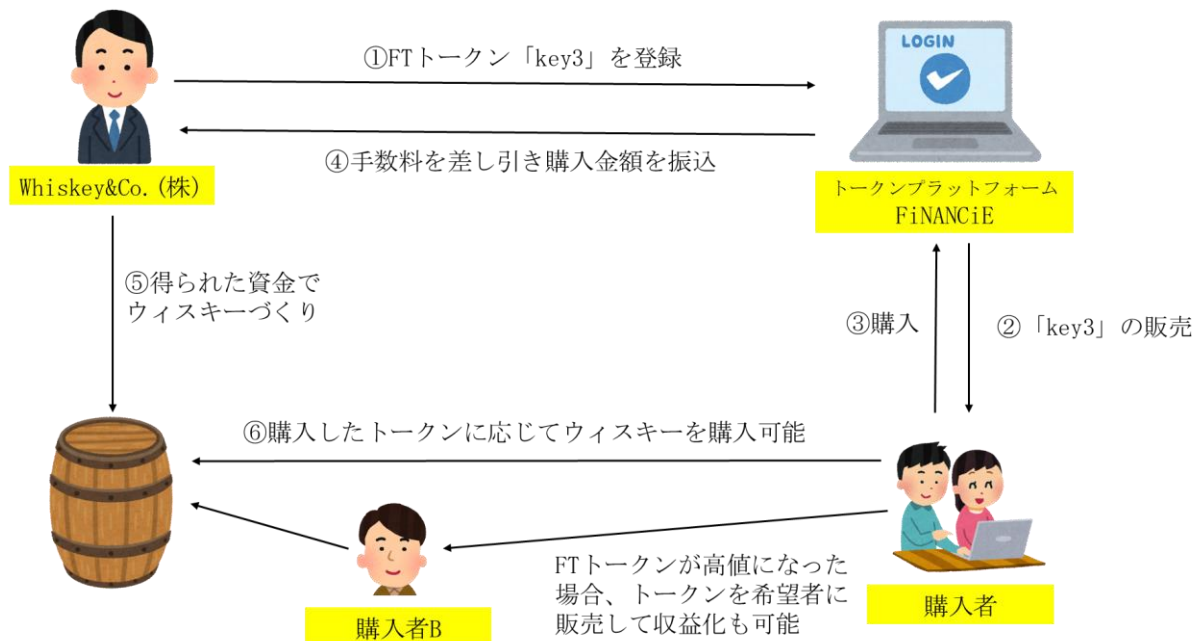 ①FTトークン「key3」を登録
LOGIN
④手数料を差し引き購入金額を振込
Whiskey&Co.(株)
トークンプラットフォーム
FiNANCiE
⑤得られた資金で
ウィスキーづくり
③購入
②「key3」の販売
⑥購入したトークンに応じてウィスキーを購入可能
FTトークンが高値になった
場合、トークンを希望者に
販売して収益化も可能
購入者B
購入者